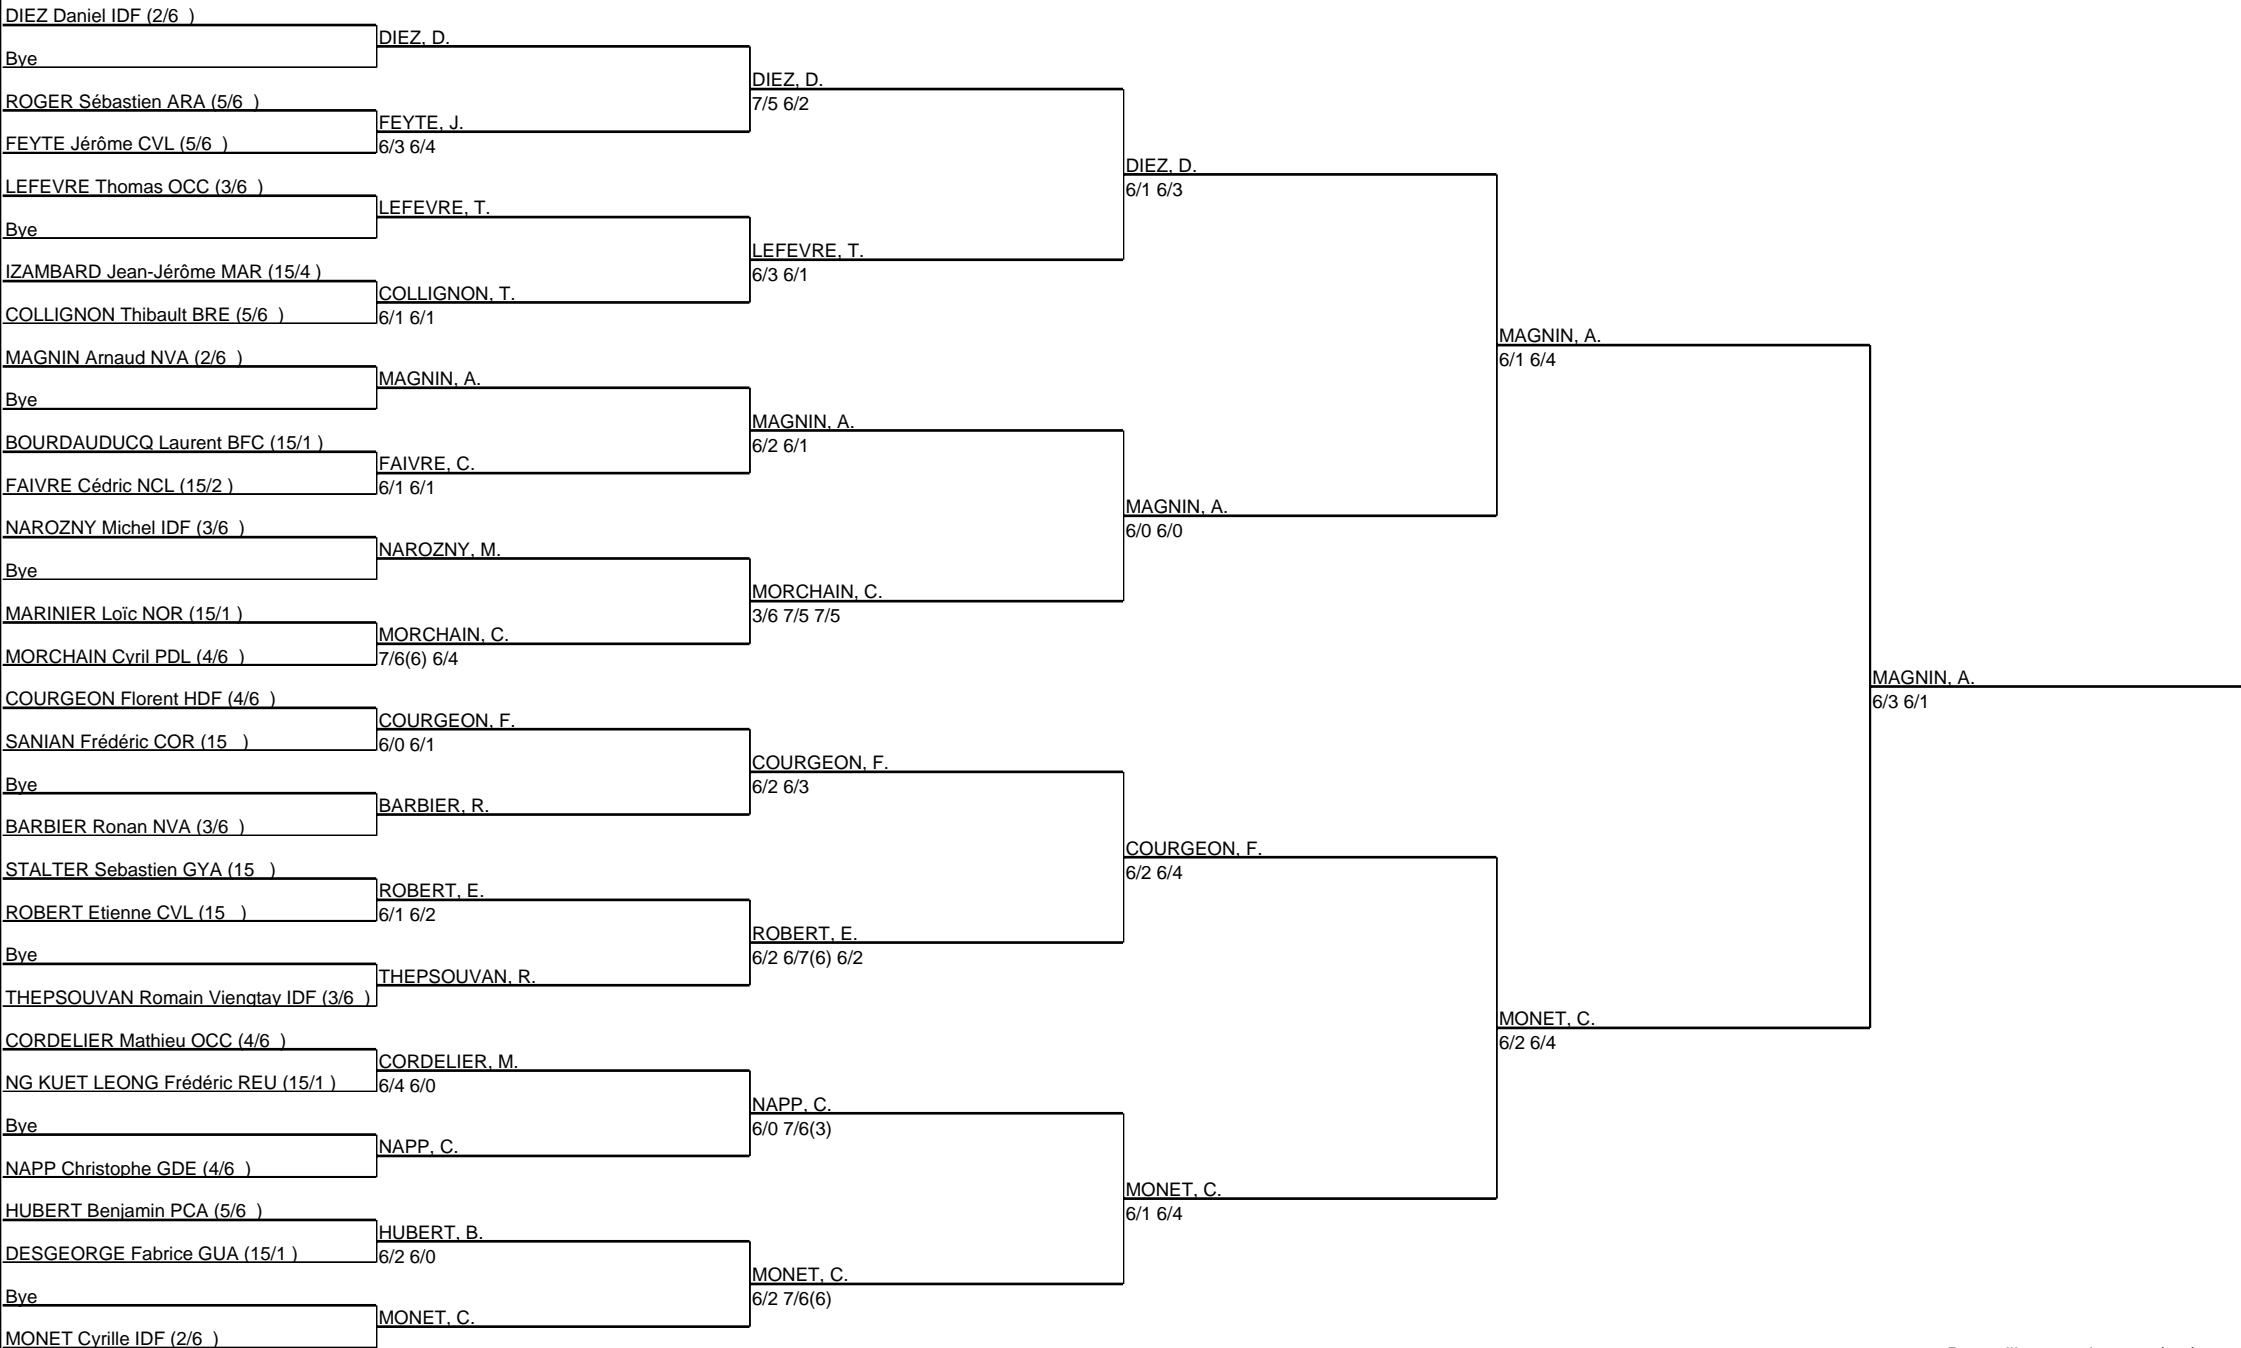 DIEZ Daniel IDF (2/6 )
Bye
ROGER Sébastien ARA (5/6 )
FEYTE Jérôme CVL (5/6 )
LEFEVRE Thomas OCC (3/6 )
Bye
IZAMBARD Jean-Jérôme MAR (15/4 )
COLLIGNON Thibault BRE (5/6 )
MAGNIN Arnaud NVA (2/6 )
Bye
BOURDAUDUCQ Laurent BFC (15/1 )
FAIVRE Cédric NCL (15/2 )
NAROZNY Michel IDF (3/6 )
Bye
MARINIER Loïc NOR (15/1 )
MORCHAIN Cyril PDL (4/6 )
COURGEON Florent HDF (4/6 )
SANIAN Frédéric COR (15 )
Bye
BARBIER Ronan NVA (3/6 )
STALTER Sebastien GYA (15 )
ROBERT Etienne CVL (15 )
Bye
THEPSOUVAN Romain Viengtay IDF (3/6 )
CORDELIER Mathieu OCC (4/6 )
NG KUET LEONG Frédéric REU (15/1 )
Bye
NAPP Christophe GDE (4/6 )
HUBERT Benjamin PCA (5/6 )
DESGEORGE Fabrice GUA (15/1 )
Bye
MONET Cyrille IDF (2/6 )
DIEZ, D.
FEYTE, J.
6/3 6/4
LEFEVRE, T.
COLLIGNON, T.
6/1 6/1
MAGNIN, A.
FAIVRE, C.
6/1 6/1
NAROZNY, M.
MORCHAIN, C.
7/6(6) 6/4
COURGEON, F.
6/0 6/1
BARBIER, R.
ROBERT, E.
6/1 6/2
THEPSOUVAN, R.
CORDELIER, M.
6/4 6/0
NAPP, C.
HUBERT, B.
6/2 6/0
MONET, C.
DIEZ, D.
7/5 6/2
LEFEVRE, T.
6/3 6/1
MAGNIN, A.
6/2 6/1
MORCHAIN, C.
3/6 7/5 7/5
COURGEON, F.
6/2 6/3
ROBERT, E.
6/2 6/7(6) 6/2
NAPP, C.
6/0 7/6(3)
MONET, C.
6/2 7/6(6)
DIEZ, D.
6/1 6/3
MAGNIN, A.
6/0 6/0
COURGEON, F.
6/2 6/4
MONET, C.
6/1 6/4
MAGNIN, A.
6/1 6/4
MONET, C.
6/2 6/4
MAGNIN, A.
6/3 6/1